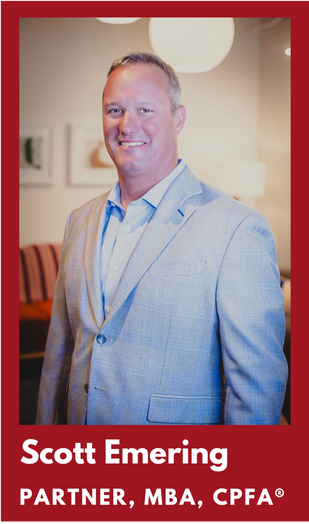 Scott Emering
PARTNER, MBA, CPFA®